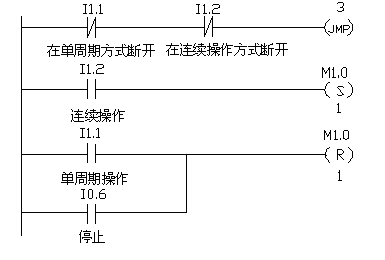 I1.1 I1.2 3
(JMP)
在单周期方式断开 在连续操作方式断开
I1.2 M1.0
(S)
连续操作 1
I1.1 M1.0
(R)
单周期操作 1
I0.6
停止